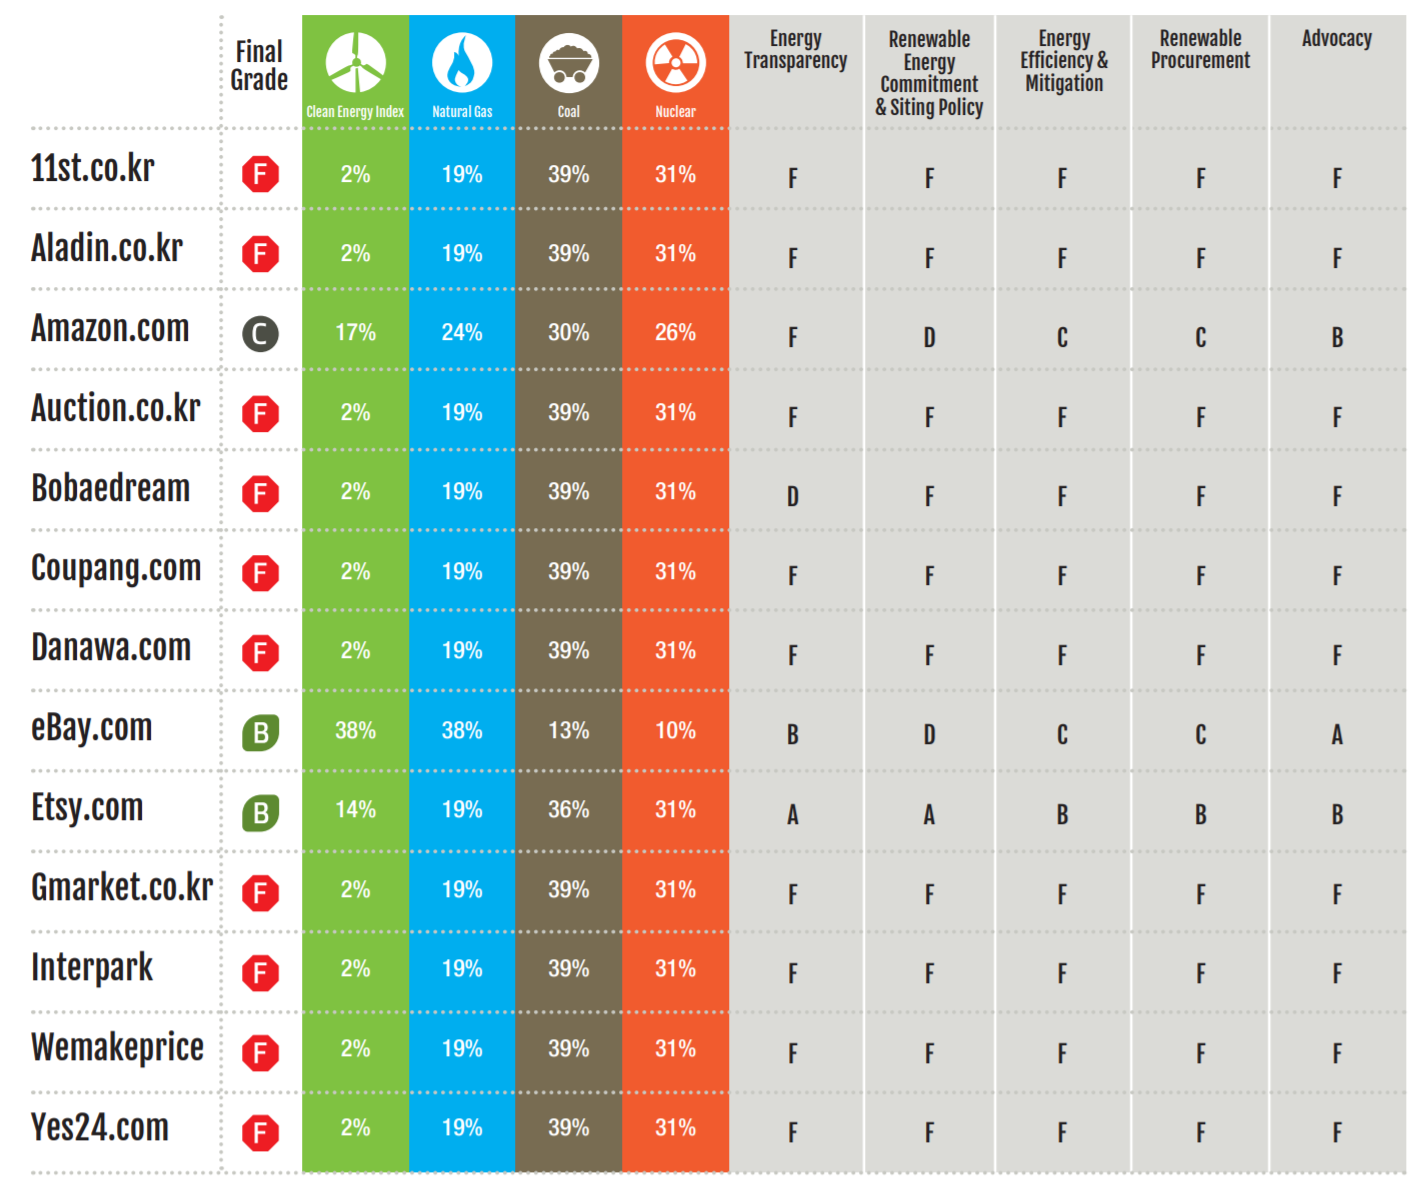 Final Grade Clean Energy Index Natural Gas Coal Nuclear Energy Transparency Renewable Energy Commitment & Siting Policy Energy Efficiency & Mitigation Renewable Procurement Advocacy
11st.co.kr F 2% 19% 39% 31% F F F F F
Aladin.co.kr F 2% 19% 39% 31% F F F F F
Amazon.com C 17% 24% 30% 26% F D C C B
Auction.co.kr F 2% 19% 39% 31% F F F F F
Bobaedream F 2% 19% 39% 31% D F F F F
Coupang.com F 2% 19% 39% 31% F F F F F
Danawa.com F 2% 19% 39% 31% F F F F F
eBay.com B 38% 38% 13% 10% B D C C A
Etsy.com B 14% 19% 36% 31% A A B B B
Gmarket.co.kr F 2% 19% 39% 31% F F F F F
Interpark F 2% 19% 39% 31% F F F F F
Wemakeprice F 2% 19% 39% 31% F F F F F
Yes24.com F 2% 19% 39% 31% F F F F F